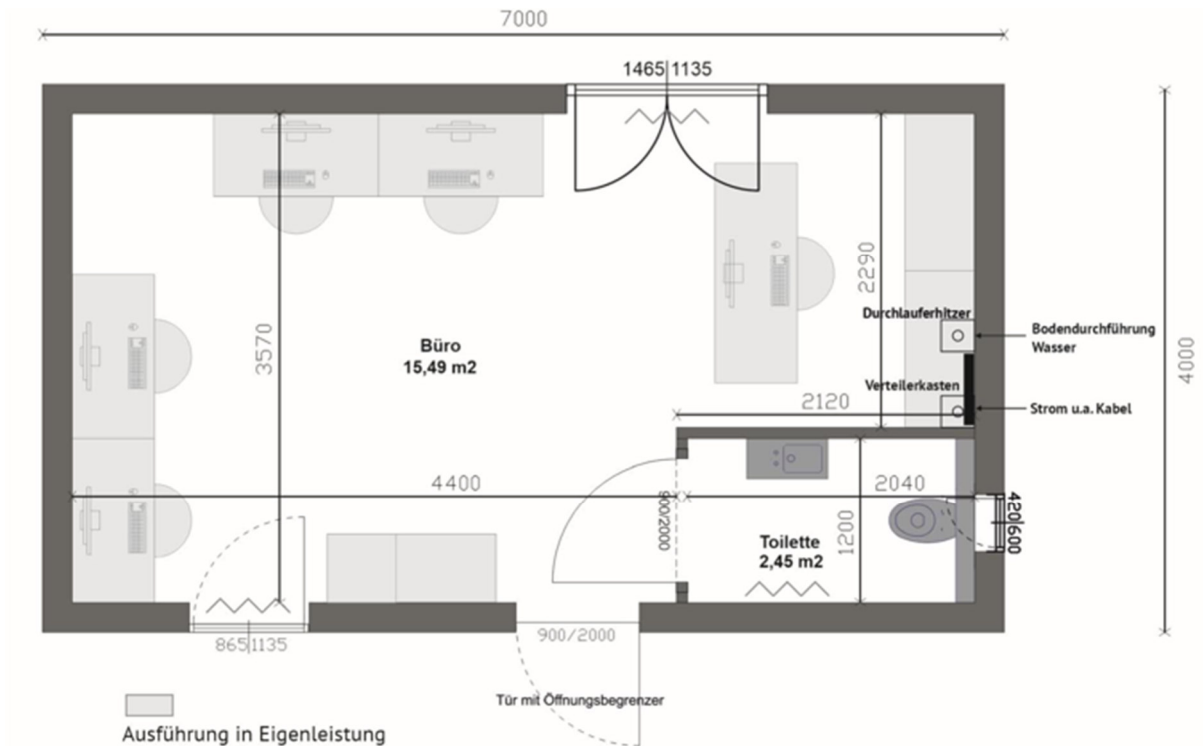 7000
1465 1135
2290
3570
4000
Büro
15,49 m2
Durchlauferhitzer
Bodendurchführung
Wasser
Verteilerkasten
Strom u.a. Kabel
2120
4400
900/2000
2040
420 600
Toilette
2,45 m2
1200
865 1135
900/2000
Tür mit Öffnungsbegrenzer
Ausführung in Eigenleistung